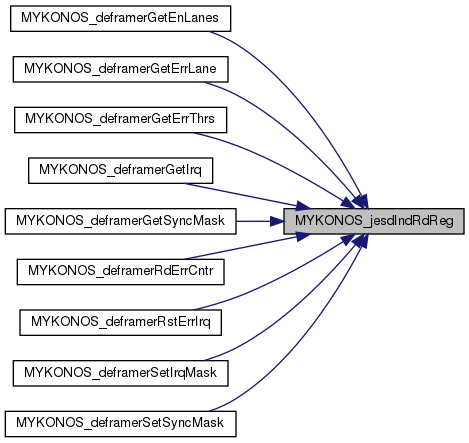 MYKONOS_deframerGetEnLanes
MYKONOS_deframerGetErrLane
MYKONOS_deframerGetErrThrs
MYKONOS_deframerGetIrq
MYKONOS_deframerGetSyncMask
MYKONOS_jesdIndRdReg
MYKONOS_deframerRdErrCntr
MYKONOS_deframerRstErrIrq
MYKONOS_deframerSetIrqMask
MYKONOS_deframerSetSyncMask